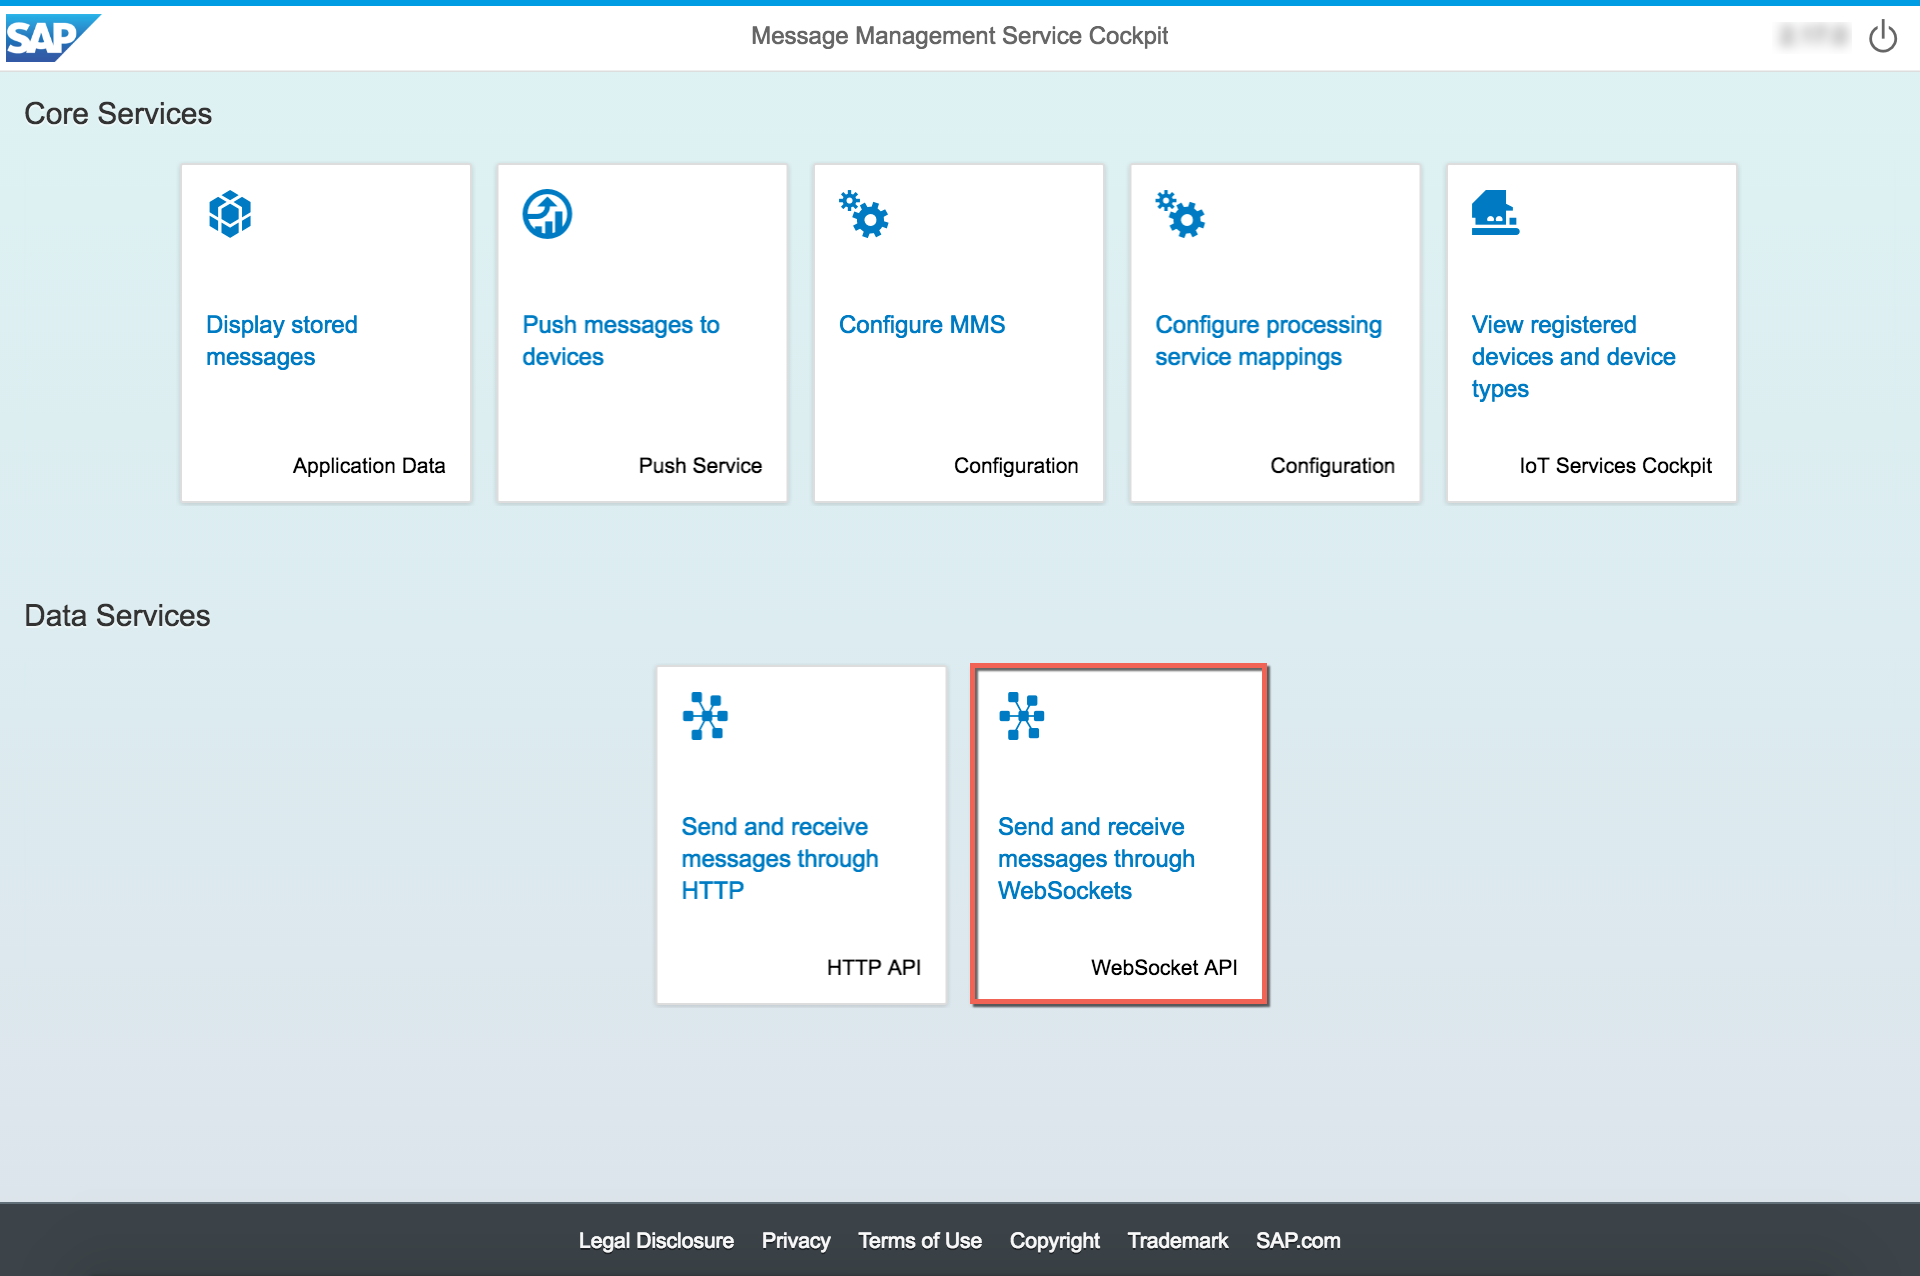 SAP
Message Management Service Cockpit
Core Services
Display stored
messages
Application Data
Push messages to
devices
Push Service
Configure MMS
Configuration
Configure processing
service mappings
Configuration
View registered
devices and device
types
IoT Services Cockpit
Data Services
Send and receive
messages through
HTTP
HTTP API
Send and receive
messages through
WebSockets
WebSocket API
Legal Disclosure Privacy Terms of Use Copyright Trademark SAP.com